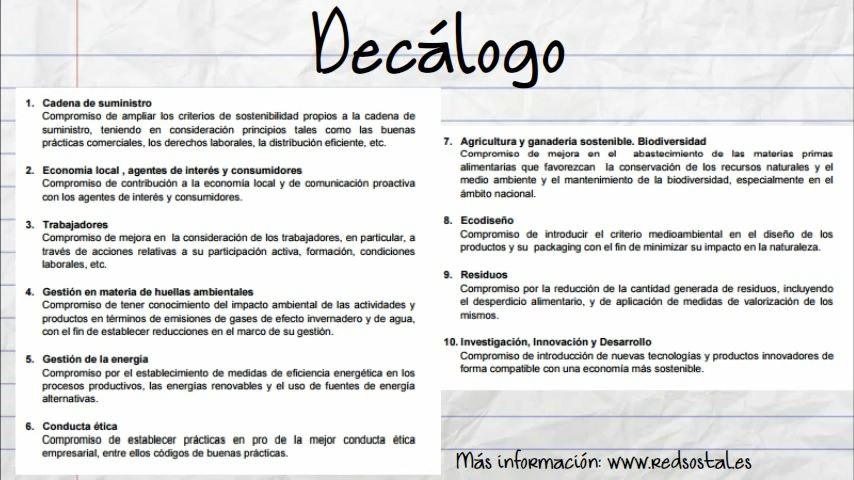 Decálogo
1. Cadena de suministro
Compromiso de ampliar los criterios de sostenibilidad propios a la cadena de
suministro, teniendo en consideración principios tales como las buenas
prácticas comerciales, los derechos laborales, la distribución eficiente, etc.
2. Economía local , agentes de interés y consumidores
Compromiso de contribución a la economía local y de comunicación proactiva
con los agentes de interés y consumidores.
3. Trabajadores
Compromiso de mejora en la consideración de los trabajadores, en particular, a
través de acciones relativas a su participación activa, formación, condiciones
laborales, etc.
4. Gestión en materia de huellas ambientales
Compromiso de tener conocimiento del impacto ambiental de las actividades y
productos en términos de emisiones de gases de efecto invernadero y de agua,
con el fin de establecer reducciones en el marco de su gestión.
5. Gestión de la energía
Compromiso por el establecimiento de medidas de eficiencia energética en los
procesos productivos, las energías renovables y el uso de fuentes de energía
alternativas.
6. Conducta ética
Compromiso de establecer prácticas en pro de la mejor conducta ética
empresarial, entre ellos códigos de buenas prácticas.
7. Agricultura y ganadería sostenible. Biodiversidad
Compromiso de mejora en el abastecimiento de las materias primas
alimentarias que favorezcan la conservación de los recursos naturales y el
medio ambiente y el mantenimiento de la biodiversidad, especialmente en el
ámbito nacional.
8. Ecodiseño
Compromiso de introducir el criterio medioambiental en el diseño de los
productos y su packaging con el fin de minimizar su impacto en la naturaleza.
9. Residuos
Compromiso por la reducción de la cantidad generada de residuos, incluyendo
el desperdicio alimentario, y de aplicación de medidas de valorización de los
mismos.
10. Investigación, Innovación y Desarrollo
Compromiso de introducción de nuevas tecnologías y productos innovadores de
forma compatible con una economía más sostenible.
Más información: www.redsostal.es